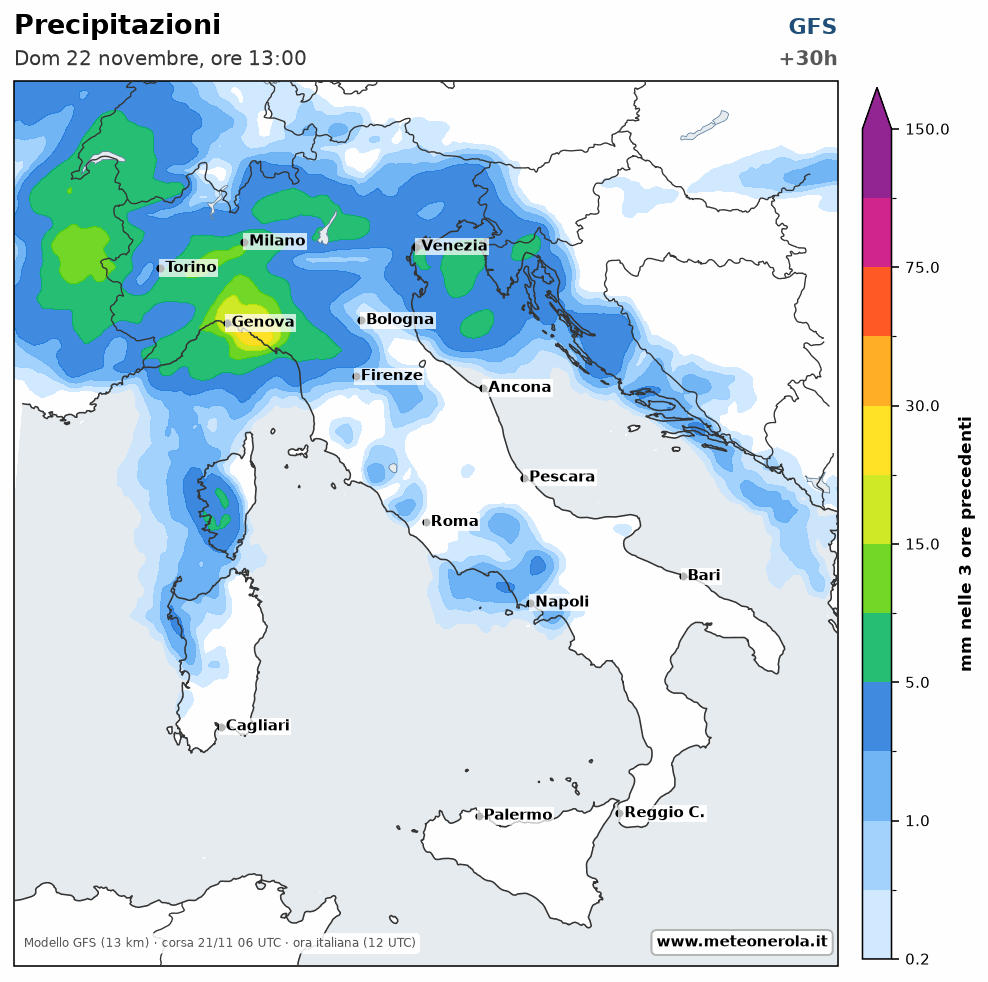 Precipitazioni
GFS
Dom 22 novembre, ore 13:00
+30h
150.0
75.0
30.0
15.0
5.0
1.0
0.2
mm nelle 3 ore precedenti
Milano
Venezia
Torino
Genova
Bologna
Firenze
Ancona
Pescara
Roma
Bari
Napoli
Cagliari
Palermo
Reggio C.
Modello GFS (13 km) · corsa 21/11 06 UTC · ora italiana (12 UTC)
www.meteonerola.it